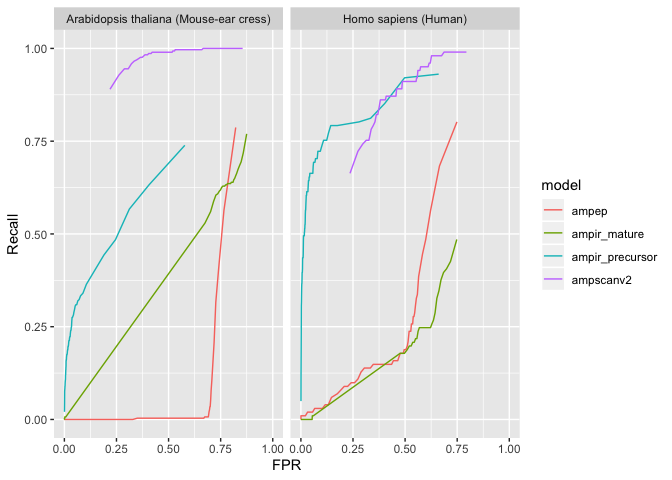 Arabidopsis thaliana (Mouse-ear cress)
Homo sapiens (Human)
1.00
0.75
0.50
0.25
0.00
Recall
0.00 0.25 0.50 0.75 1.00
0.00 0.25 0.50 0.75 1.00
FPR
model
ampep
ampir_mature
ampir_precursor
ampscanv2